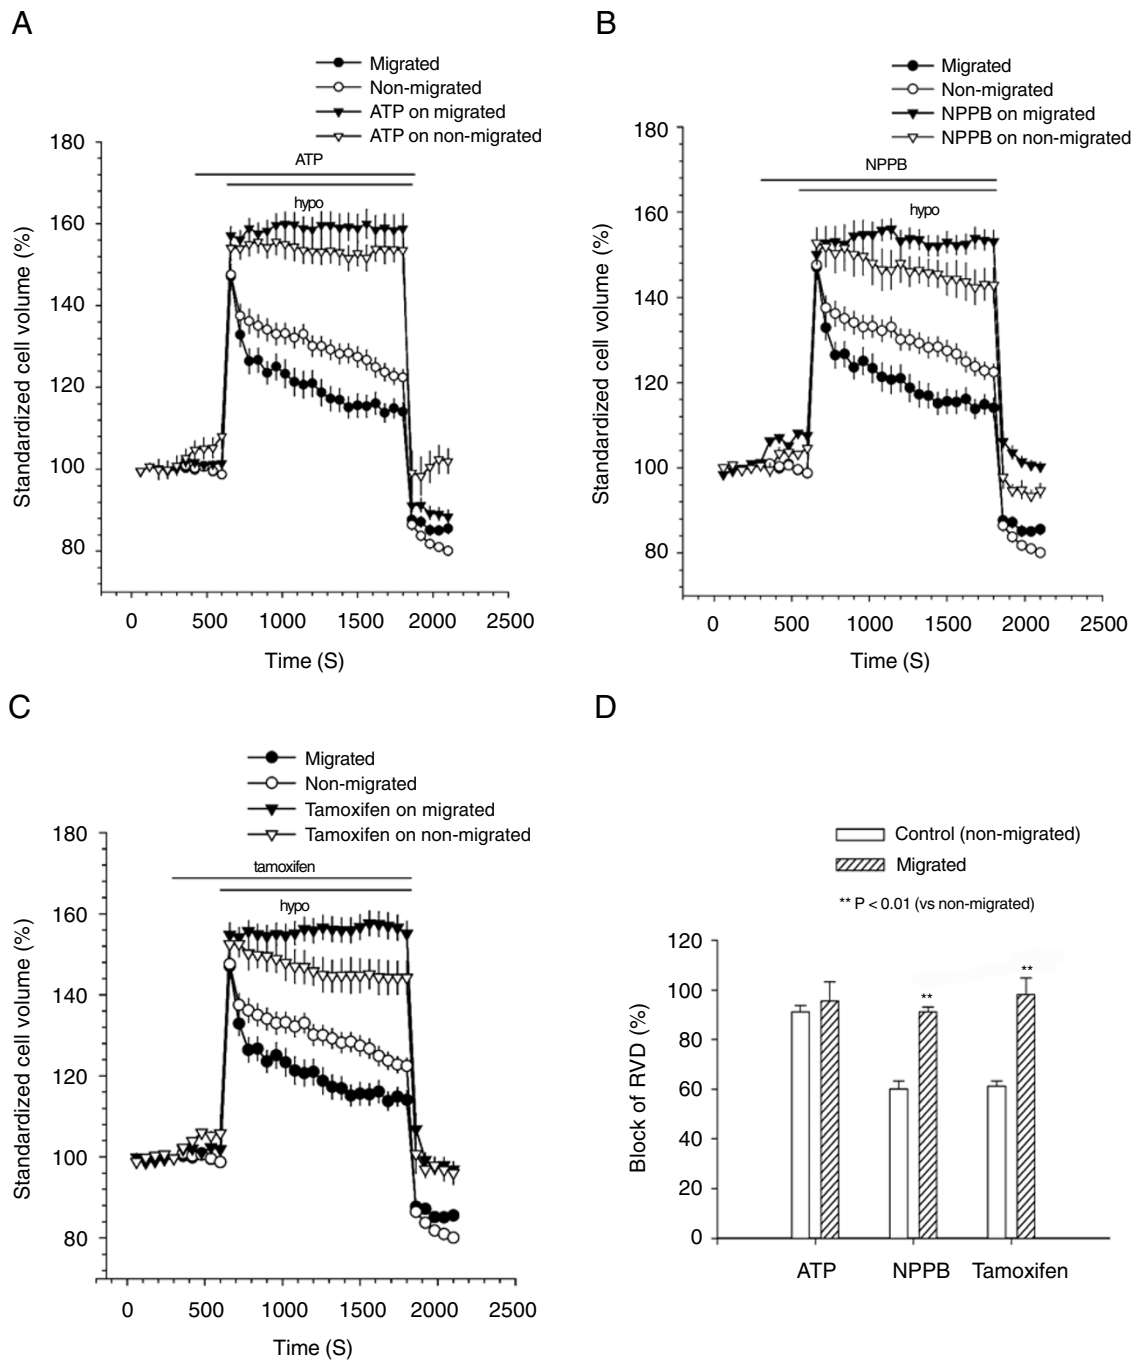 A
Migrated
Non-migrated
ATP on migrated
ATP on non-migrated
180
160
140
120
100
80
Standardized cell volume (%)
ATP
hypo
0 500 1000 1500 2000 2500
Time (S)
B
Migrated
Non-migrated
NPPB on migrated
NPPB on non-migrated
180
160
140
120
100
80
Standardized cell volume (%)
NPPB
hypo
0 500 1000 1500 2000 2500
Time (S)
C
Migrated
Non-migrated
Tamoxifen on migrated
Tamoxifen on non-migrated
180
160
140
120
100
80
Standardized cell volume (%)
tamoxifen
hypo
0 500 1000 1500 2000 2500
Time (S)
D
Control (non-migrated)
Migrated
** P < 0.01 (vs non-migrated)
120
100
80
60
40
20
0
Block of RVD (%)
**
**
ATP NPPB Tamoxifen